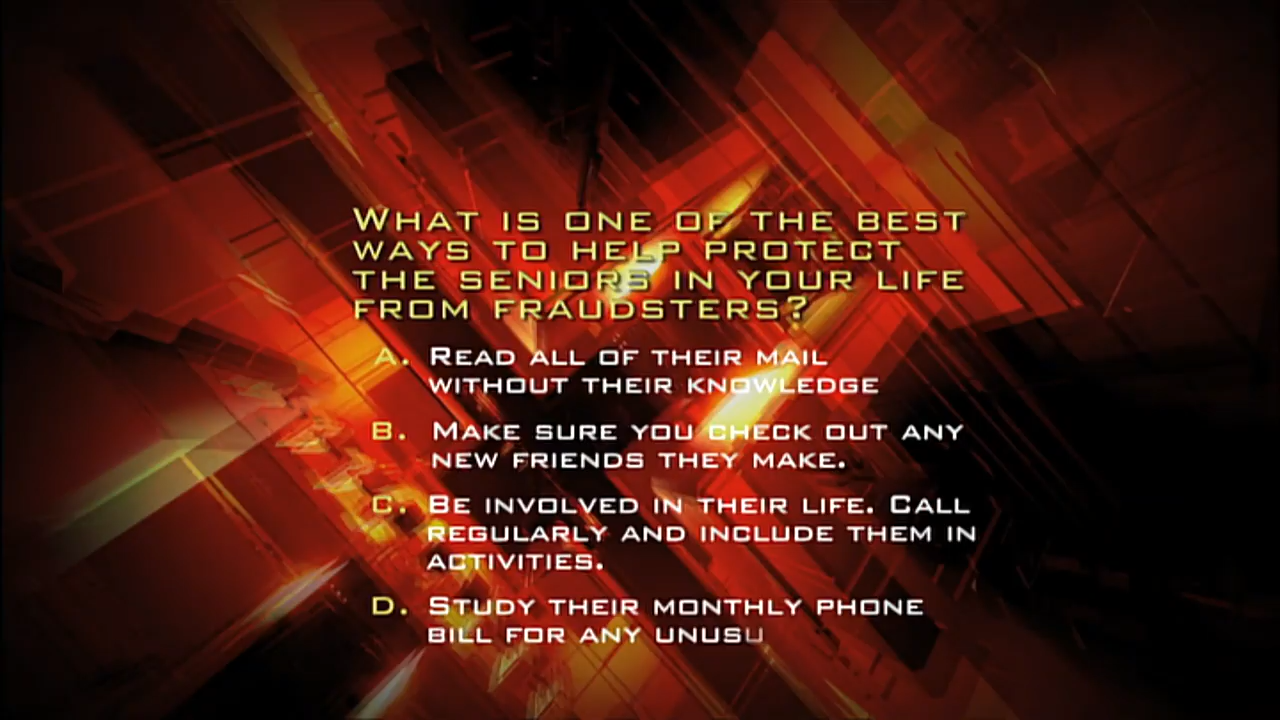 WHAT IS ONE OF THE BEST
WAYS TO HELP PROTECT
THE SENIORS IN YOUR LIFE
FROM FRAUDSTERS?
A. READ ALL OF THEIR MAIL
WITHOUT THEIR KNOWLEDGE
B. MAKE SURE YOU CHECK OUT ANY
NEW FRIENDS THEY MAKE.
C. BE INVOLVED IN THEIR LIFE. CALL
REGULARLY AND INCLUDE THEM IN
ACTIVITIES.
D. STUDY THEIR MONTHLY PHONE
BILL FOR ANY UNUSU